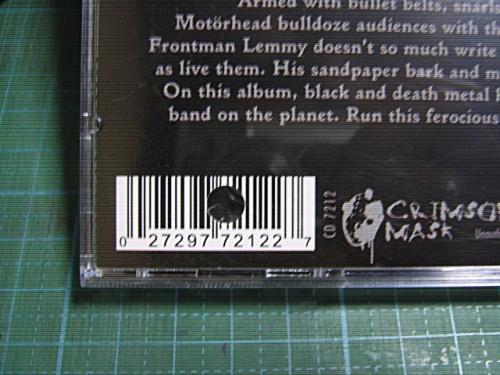 Armed with bullet belts,
Motörhead bulldoze audiences with
Frontman Lemmy doesn't so much write
as live them. His sandpaper bark and
On this album, black and death metal
band on the planet. Run this ferocious
0 27297 72122 7
CD 7212
CRIMSO
MASK